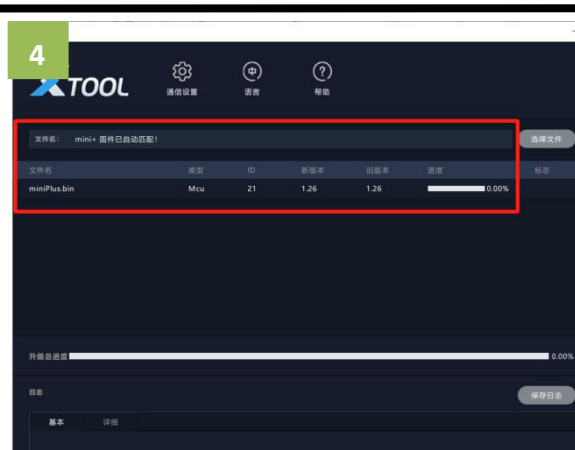 4
XTOOL
通信设置 语言 帮助
中 ?
文件名: mini+ 固件已自动匹配! 选择文件
文件名 类型 ID 新版本 旧版本 进度 标志
miniPlus.bin Mcu 21 1.26 1.26 0.00%
升级总进度 0.00%
日志 保存日志
基本 详细